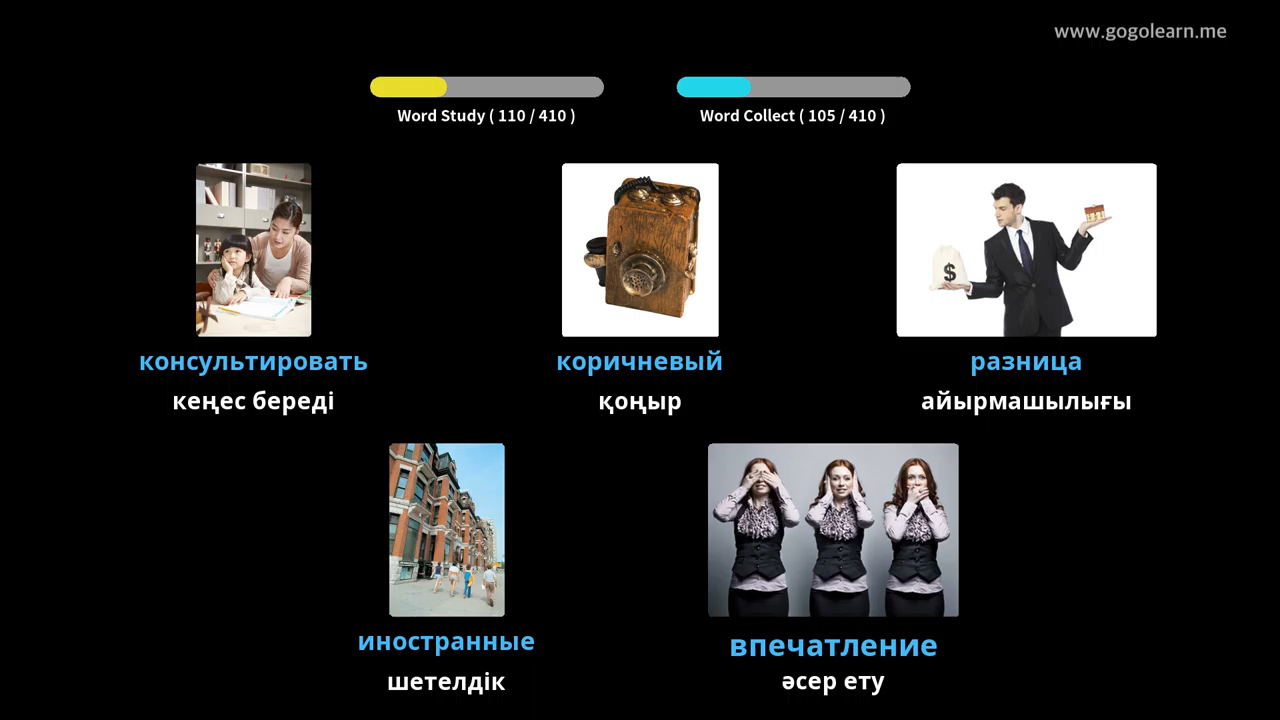 www.gogolearn.me
Word Study ( 110 / 410 )
Word Collect ( 105 / 410 )
консультировать
кеңес береді
коричневый
қоңыр
разница
айырмашылығы
иностранные
шетелдік
впечатление
әсер ету